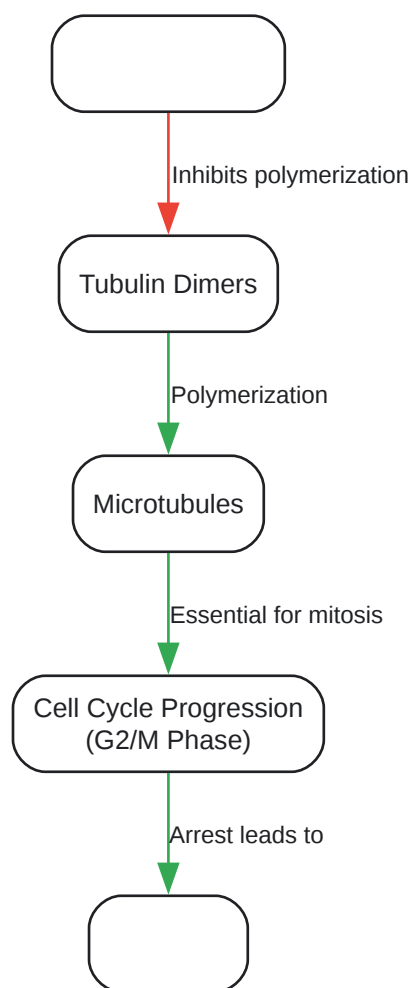 Inhibits polymerization
Tubulin Dimers
Polymerization
Microtubules
Essential for mitosis
Cell Cycle Progression
(G2/M Phase)
Arrest leads to